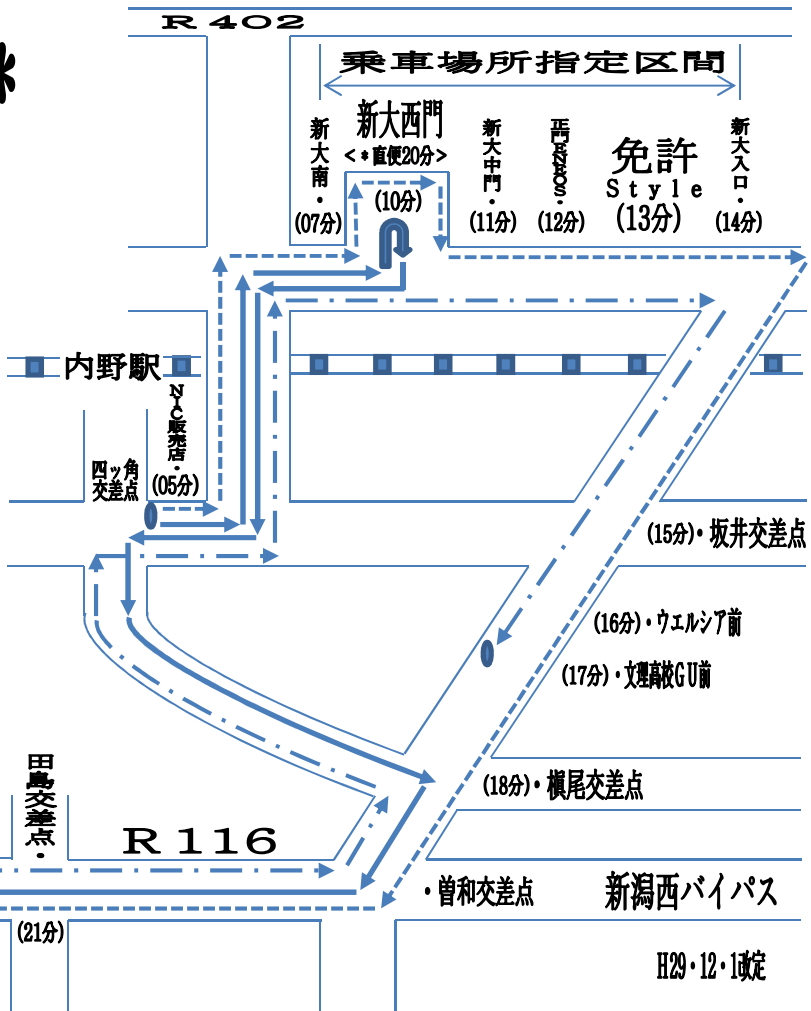 R 402
*
乗車場所指定区間
新大南・
(07分)
新大西門
<*直便20分>
(10分)
新大中門・
(11分)
正門ENEOS・
(12分)
免許
Style
(13分)
新大入口・
(14分)
内野駅
NIC販売店・
(05分)
四ッ角
交差点
(15分)・坂井交差点
(16分)・ウエルシア前
(17分)・文理高校GU前
(18分)・槇尾交差点
田島交差点・
R 116
・曽和交差点
新潟西バイパス
(21分)
H29・12・1改定